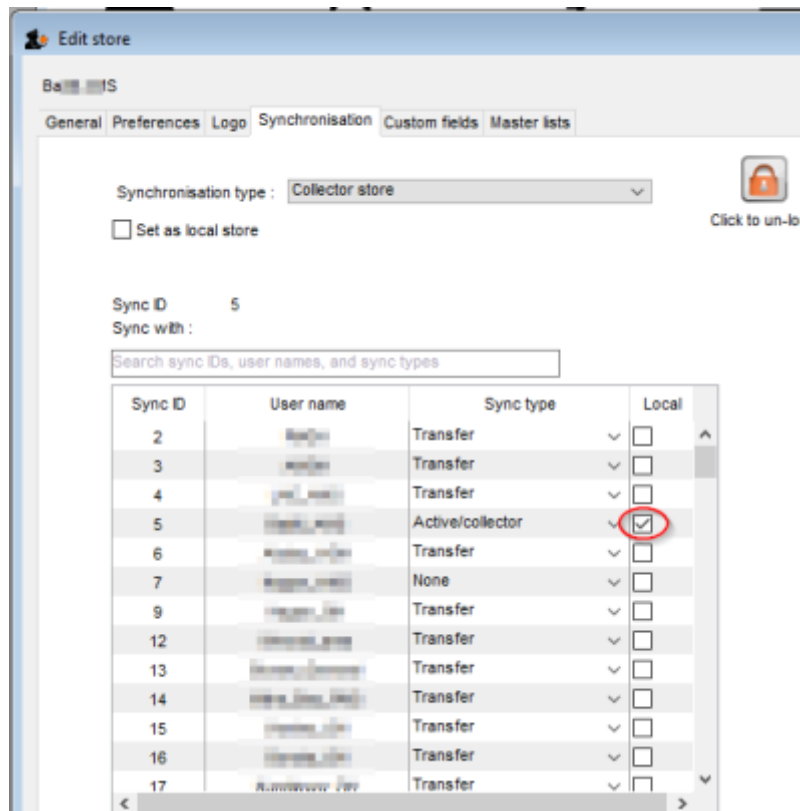 Edit store
General Preferences Logo Synchronisation Custom fields Master lists
Synchronisation type : Collector store
Click to un-lo
Set as local store
Sync ID 5
Sync with :
Search sync IDs, user names, and sync types
Sync ID User name Sync type Local
2 Transfer
3 Transfer
4 Transfer
5 Active/collector
6 Transfer
7 None
9 Transfer
12 Transfer
13 Transfer
14 Transfer
15 Transfer
16 Transfer
17 Transfer